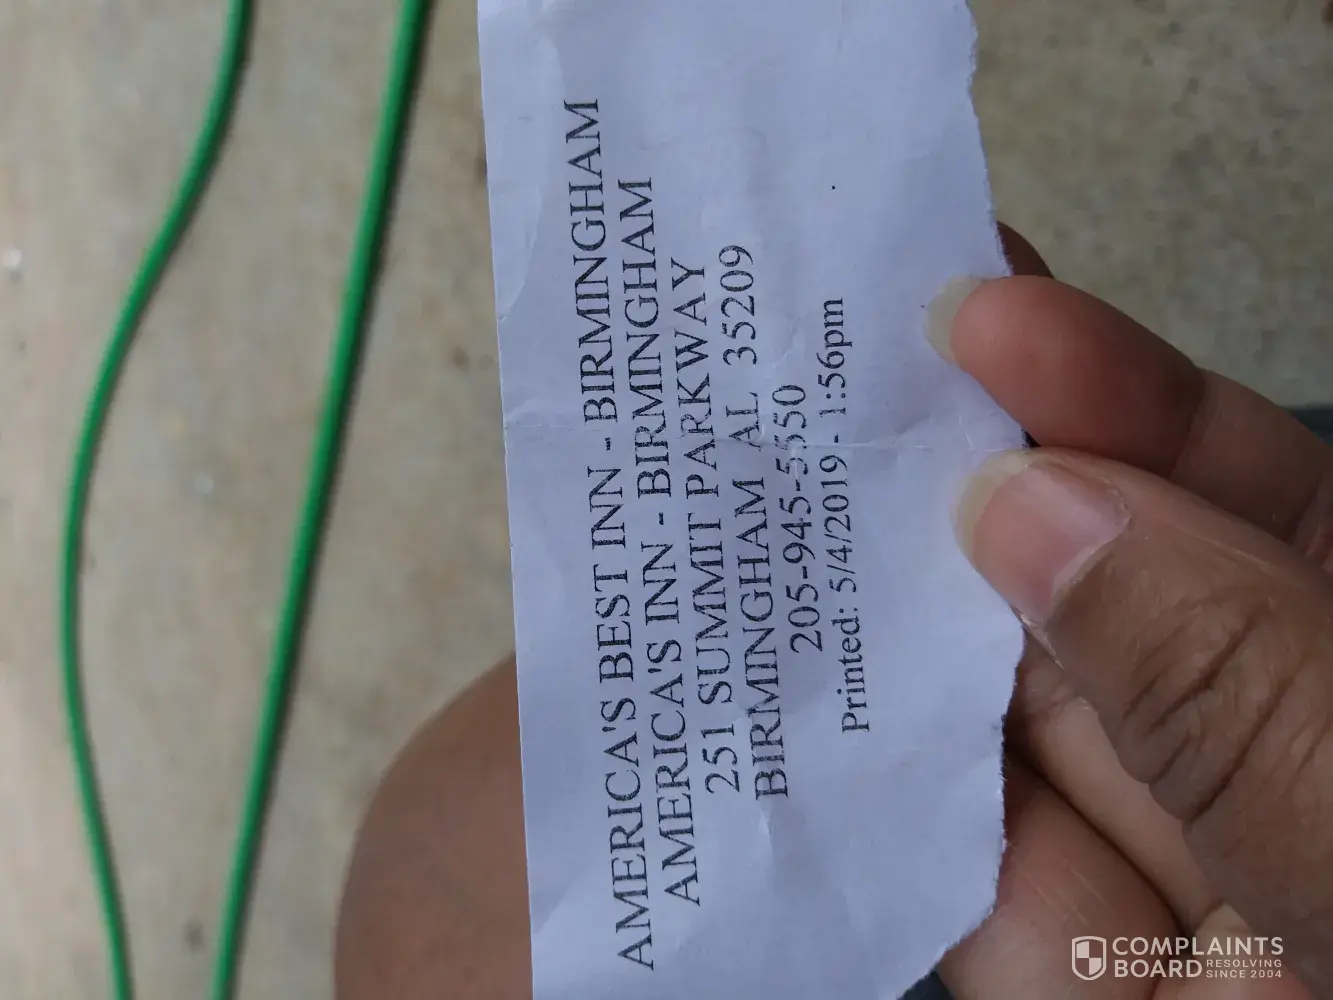 AMERICA'S BEST INN - BIRMINGHAM
AMERICA'S INN - BIRMINGHAM
251 SUMMIT PARKWAY
BIRMINGHAM AL 35209
205-945-5550
Printed: 5/4/2019 - 1:56pm
COMPLAINTS
BOARD RESOLVING
SINCE 2004